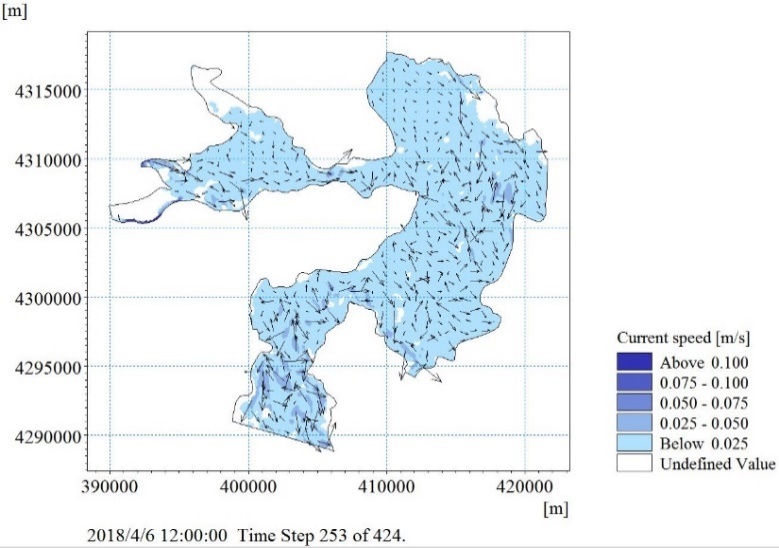 [m]
4315000
4310000
4305000
4300000
4295000
4290000
390000 400000 410000 420000
[m]
2018/4/6 12:00:00 Time Step 253 of 424.
Current speed [m/s]
Above 0.100
0.075 - 0.100
0.050 - 0.075
0.025 - 0.050
Below 0.025
Undefined Value